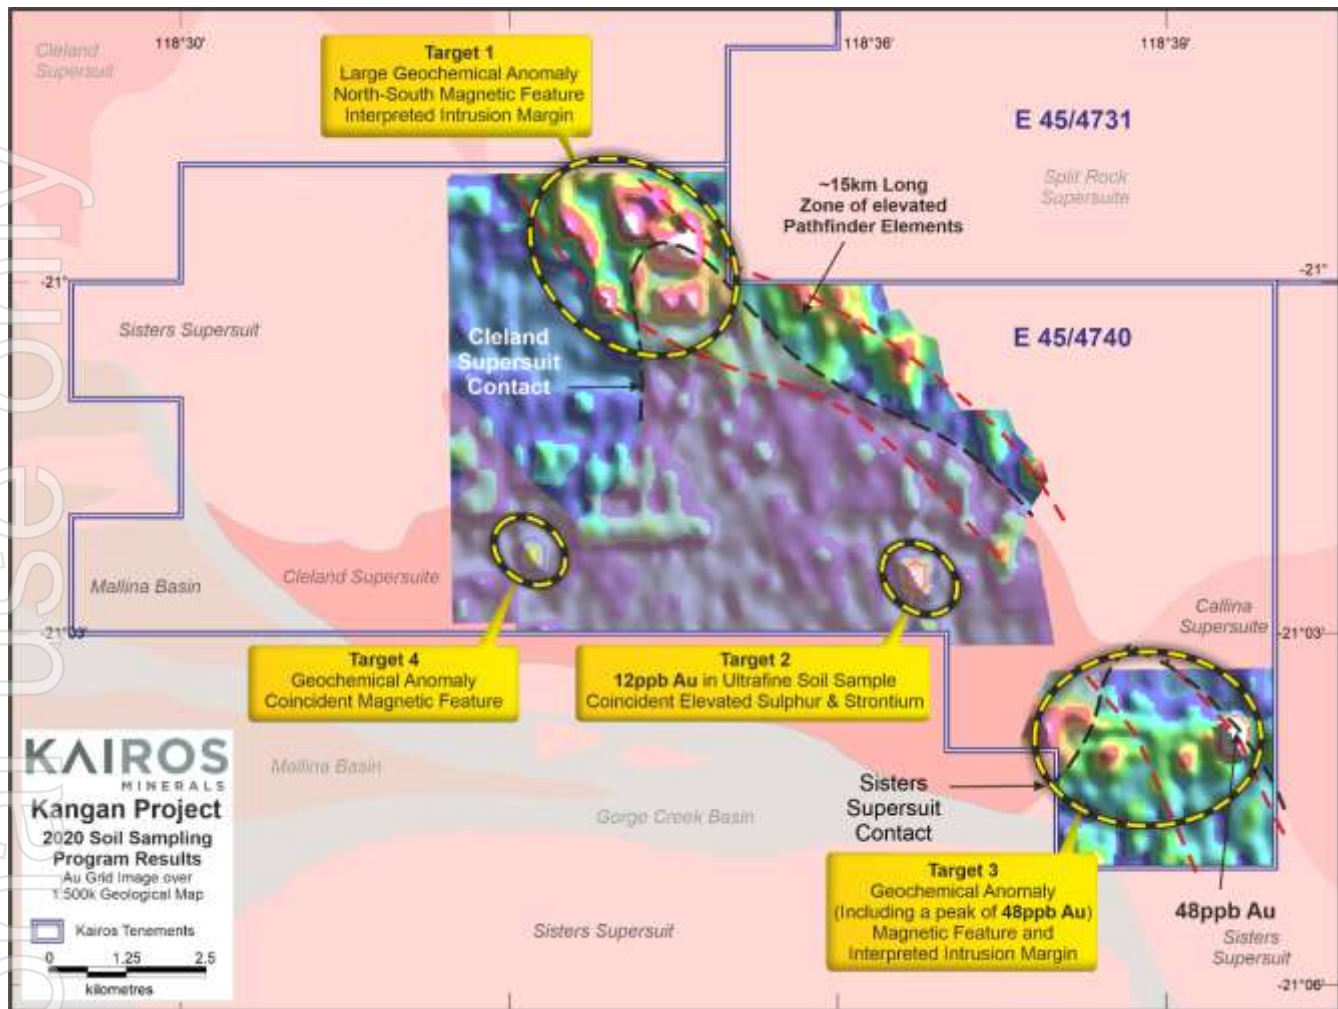 Cleland
Supersuit
118°30'
118°36'
118°39'
Target 1
Large Geochemical Anomaly
North-South Magnetic Feature
Interpreted Intrusion Margin
E 45/4731
Split Rock
Supersuite
~15km Long
Zone of elevated
Pathfinder Elements
-21°
-21°
Sisters Supersuit
Cleland
Supersuit
Contact
E 45/4740
Mallina Basin
Cleland Supersuite
Callina
Supersuite
-21°03'
-21°03'
Target 4
Geochemical Anomaly
Coincident Magnetic Feature
Target 2
12ppb Au in Ultrafine Soil Sample
Coincident Elevated Sulphur & Strontium
KAIROS
MINERALS
Kangan Project
2020 Soil Sampling
Program Results
Au Grid Image over
1:500k Geological Map
Kairos Tenements
0 1.25 2.5
kilometres
Mallina Basin
Gorge Creek Basin
Sisters
Supersuit
Contact
Target 3
Geochemical Anomaly
(Including a peak of 48ppb Au)
Magnetic Feature and
Interpreted Intrusion Margin
48ppb Au
Sisters
Supersuit
Sisters Supersuit
-21°06'
use only